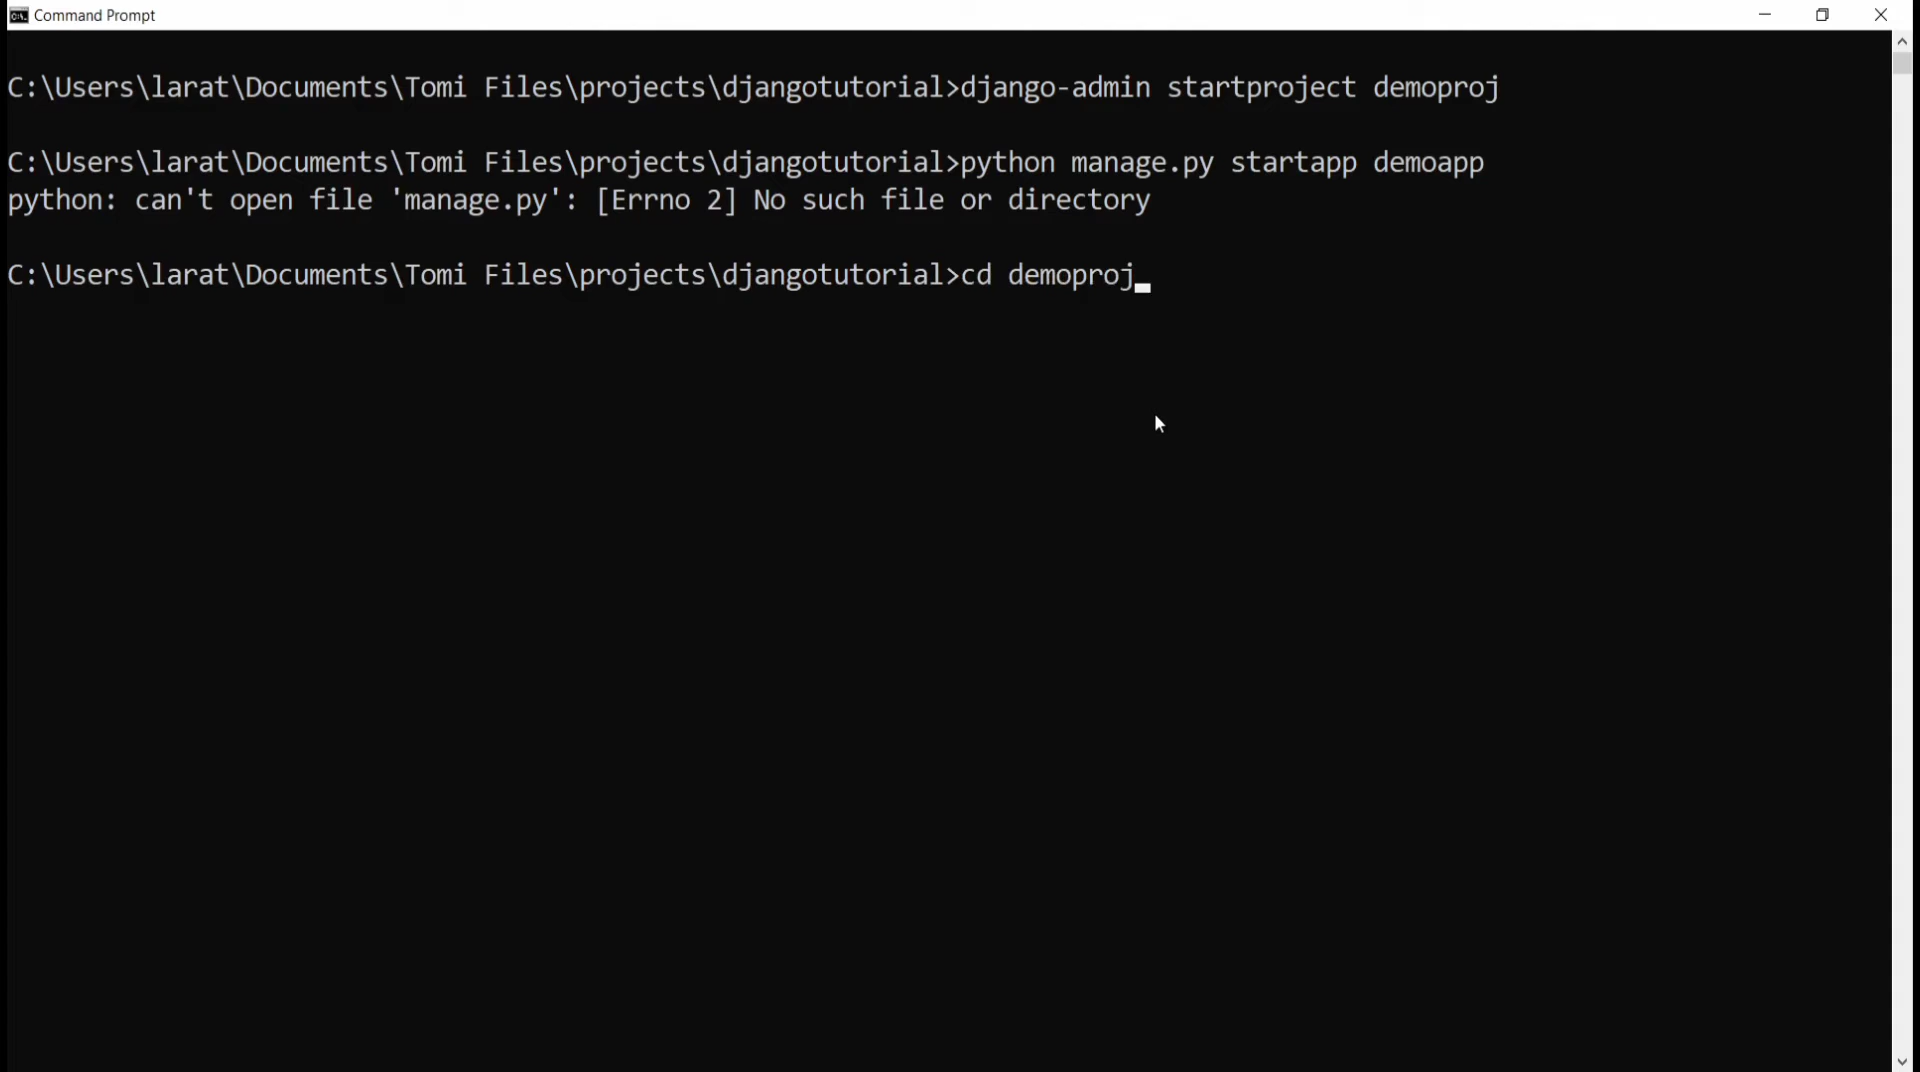 Command Prompt
C:\Users\larat\Documents\Tomi Files\projects\djangotutorial>django-admin startproject demoproj
C:\Users\larat\Documents\Tomi Files\projects\djangotutorial>python manage.py startapp demoapp
python: can't open file 'manage.py': [Errno 2] No such file or directory
C:\Users\larat\Documents\Tomi Files\projects\djangotutorial>cd demoproj